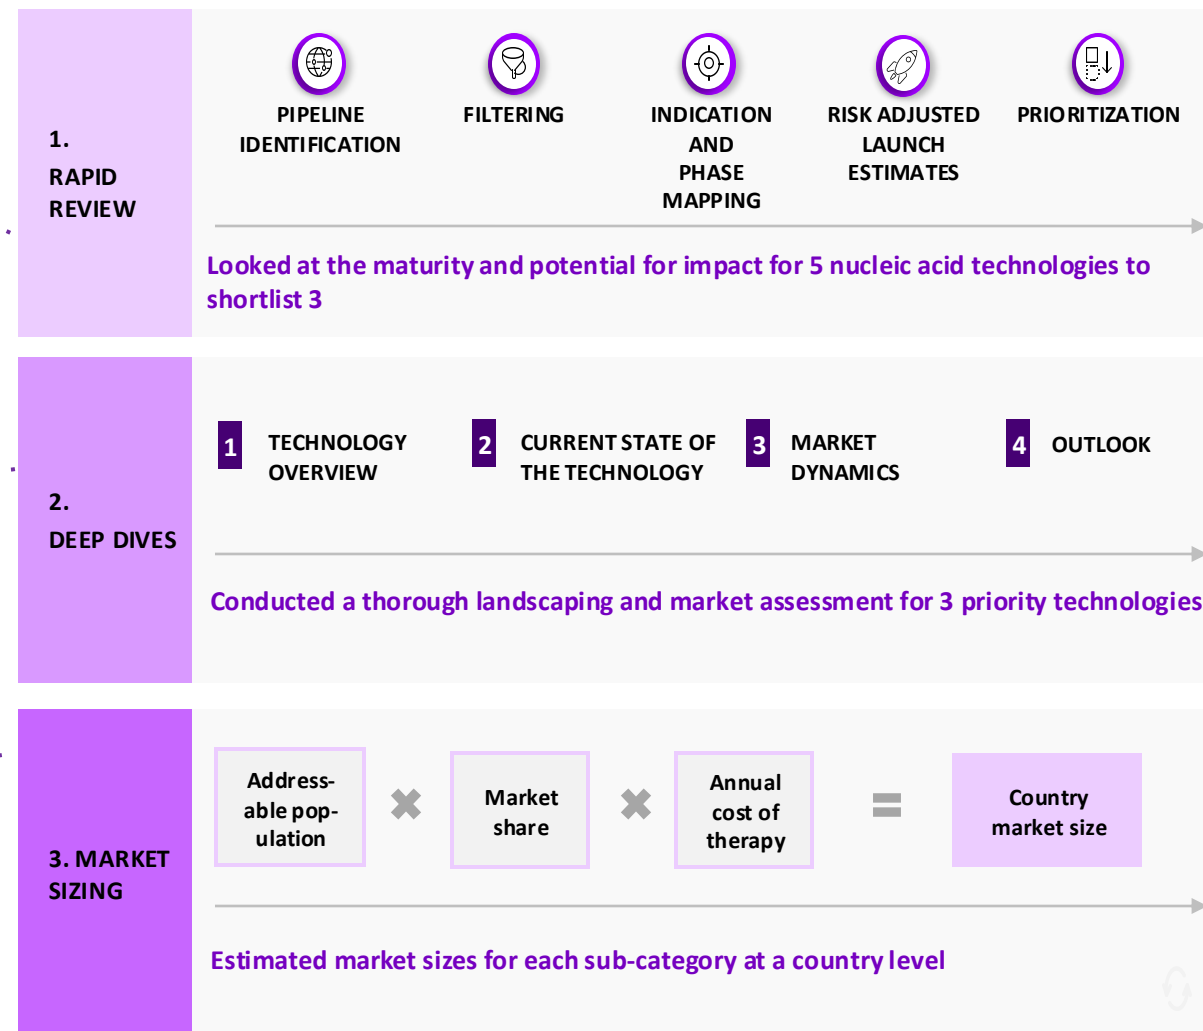 1.
RAPID
REVIEW
PIPELINE
IDENTIFICATION
FILTERING
INDICATION
AND
PHASE
MAPPING
RISK ADJUSTED
LAUNCH
ESTIMATES
PRIORITIZATION
Looked at the maturity and potential for impact for 5 nucleic acid technologies to
shortlist 3
2.
DEEP DIVES
1
TECHNOLOGY
OVERVIEW
2
CURRENT STATE OF
THE TECHNOLOGY
3
MARKET
DYNAMICS
4
OUTLOOK
Conducted a thorough landscaping and market assessment for 3 priority technologies
3. MARKET
SIZING
Address-
able pop-
ulation
✖
Market
share
✖
Annual
cost of
therapy
=
Country
market size
Estimated market sizes for each sub-category at a country level